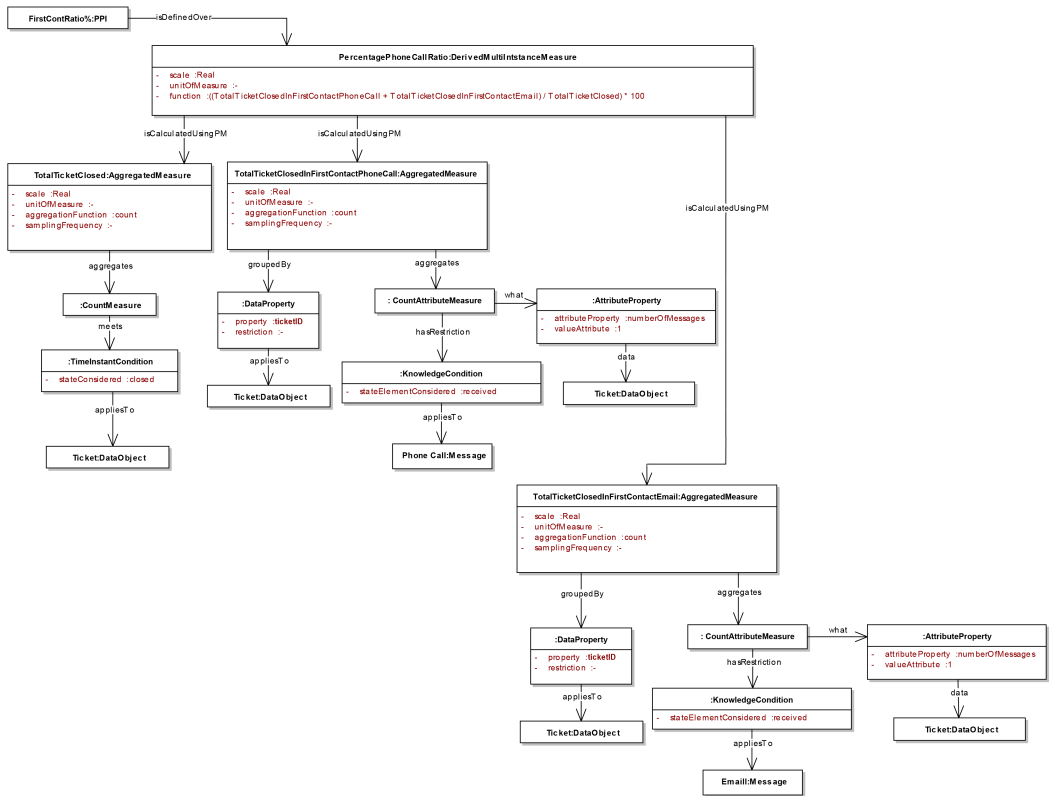 FirstContRatio%:PPI
isDefinedOver
PercentagePhoneCallRatio:DerivedMultiIntstanceMeasure
- scale :Real
- unitOfMeasure :-
- function :((TotalTicketClosedInFirstContactPhoneCall + TotalTicketClosedInFirstContactEmail) / TotalTicketClosed) * 100
isCalculatedUsingPM
isCalculatedUsingPM
isCalculatedUsingPM
TotalTicketClosed:AggregatedMeasure
- scale :Real
- unitOfMeasure :-
- aggregationFunction :count
- samplingFrequency :-
aggregates
:CountMeasure
meets
:TimeInstantCondition
- stateConsidered :closed
appliesTo
Ticket:DataObject
TotalTicketClosedInFirstContactPhoneCall:AggregatedMeasure
- scale :Real
- unitOfMeasure :-
- aggregationFunction :count
- samplingFrequency :-
groupedBy
:DataProperty
- property :ticketID
- restriction :-
appliesTo
Ticket:DataObject
aggregates
: CountAttributeMeasure
what
:AttributeProperty
- attributeProperty :numberOfMessages
- valueAttribute :1
data
Ticket:DataObject
hasRestriction
:KnowledgeCondition
- stateElementConsidered :received
appliesTo
Phone Call:Message
TotalTicketClosedInFirstContactEmail:AggregatedMeasure
- scale :Real
- unitOfMeasure :-
- aggregationFunction :count
- samplingFrequency :-
groupedBy
:DataProperty
- property :ticketID
- restriction :-
appliesTo
Ticket:DataObject
aggregates
: CountAttributeMeasure
what
:AttributeProperty
- attributeProperty :numberOfMessages
- valueAttribute :1
data
Ticket:DataObject
hasRestriction
:KnowledgeCondition
- stateElementConsidered :received
appliesTo
Emaill:Message